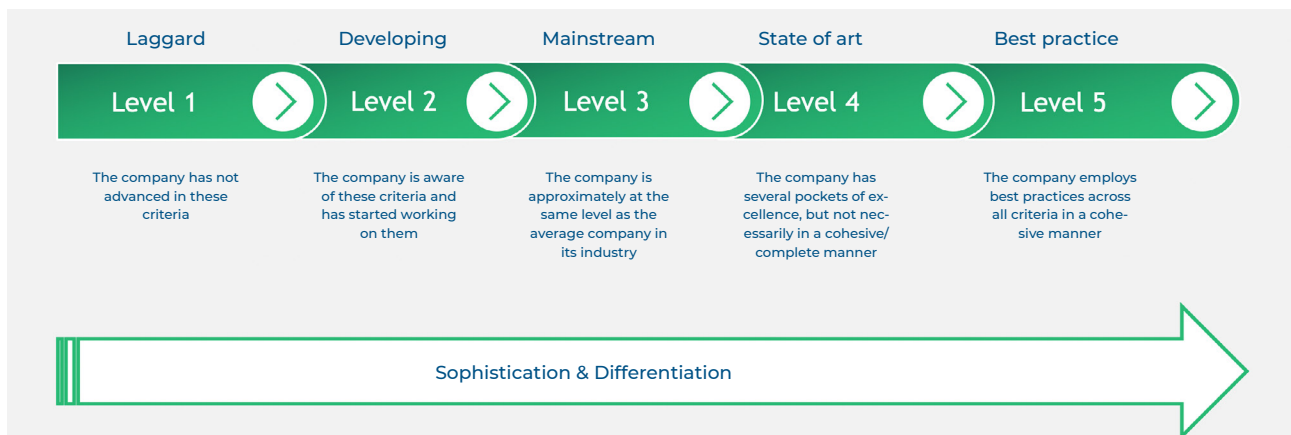 Laggard
Developing
Mainstream
State of art
Best practice
Level 1
Level 2
Level 3
Level 4
Level 5
The company has not
advanced in these
criteria
The company is aware
of these criteria and
has started working
on them
The company is
approximately at the
same level as the
average company in
its industry
The company has
several pockets of ex-
cellence, but not nec-
essarily in a cohesive/
complete manner
The company employs
best practices across
all criteria in a cohe-
sive manner
Sophistication & Differentiation